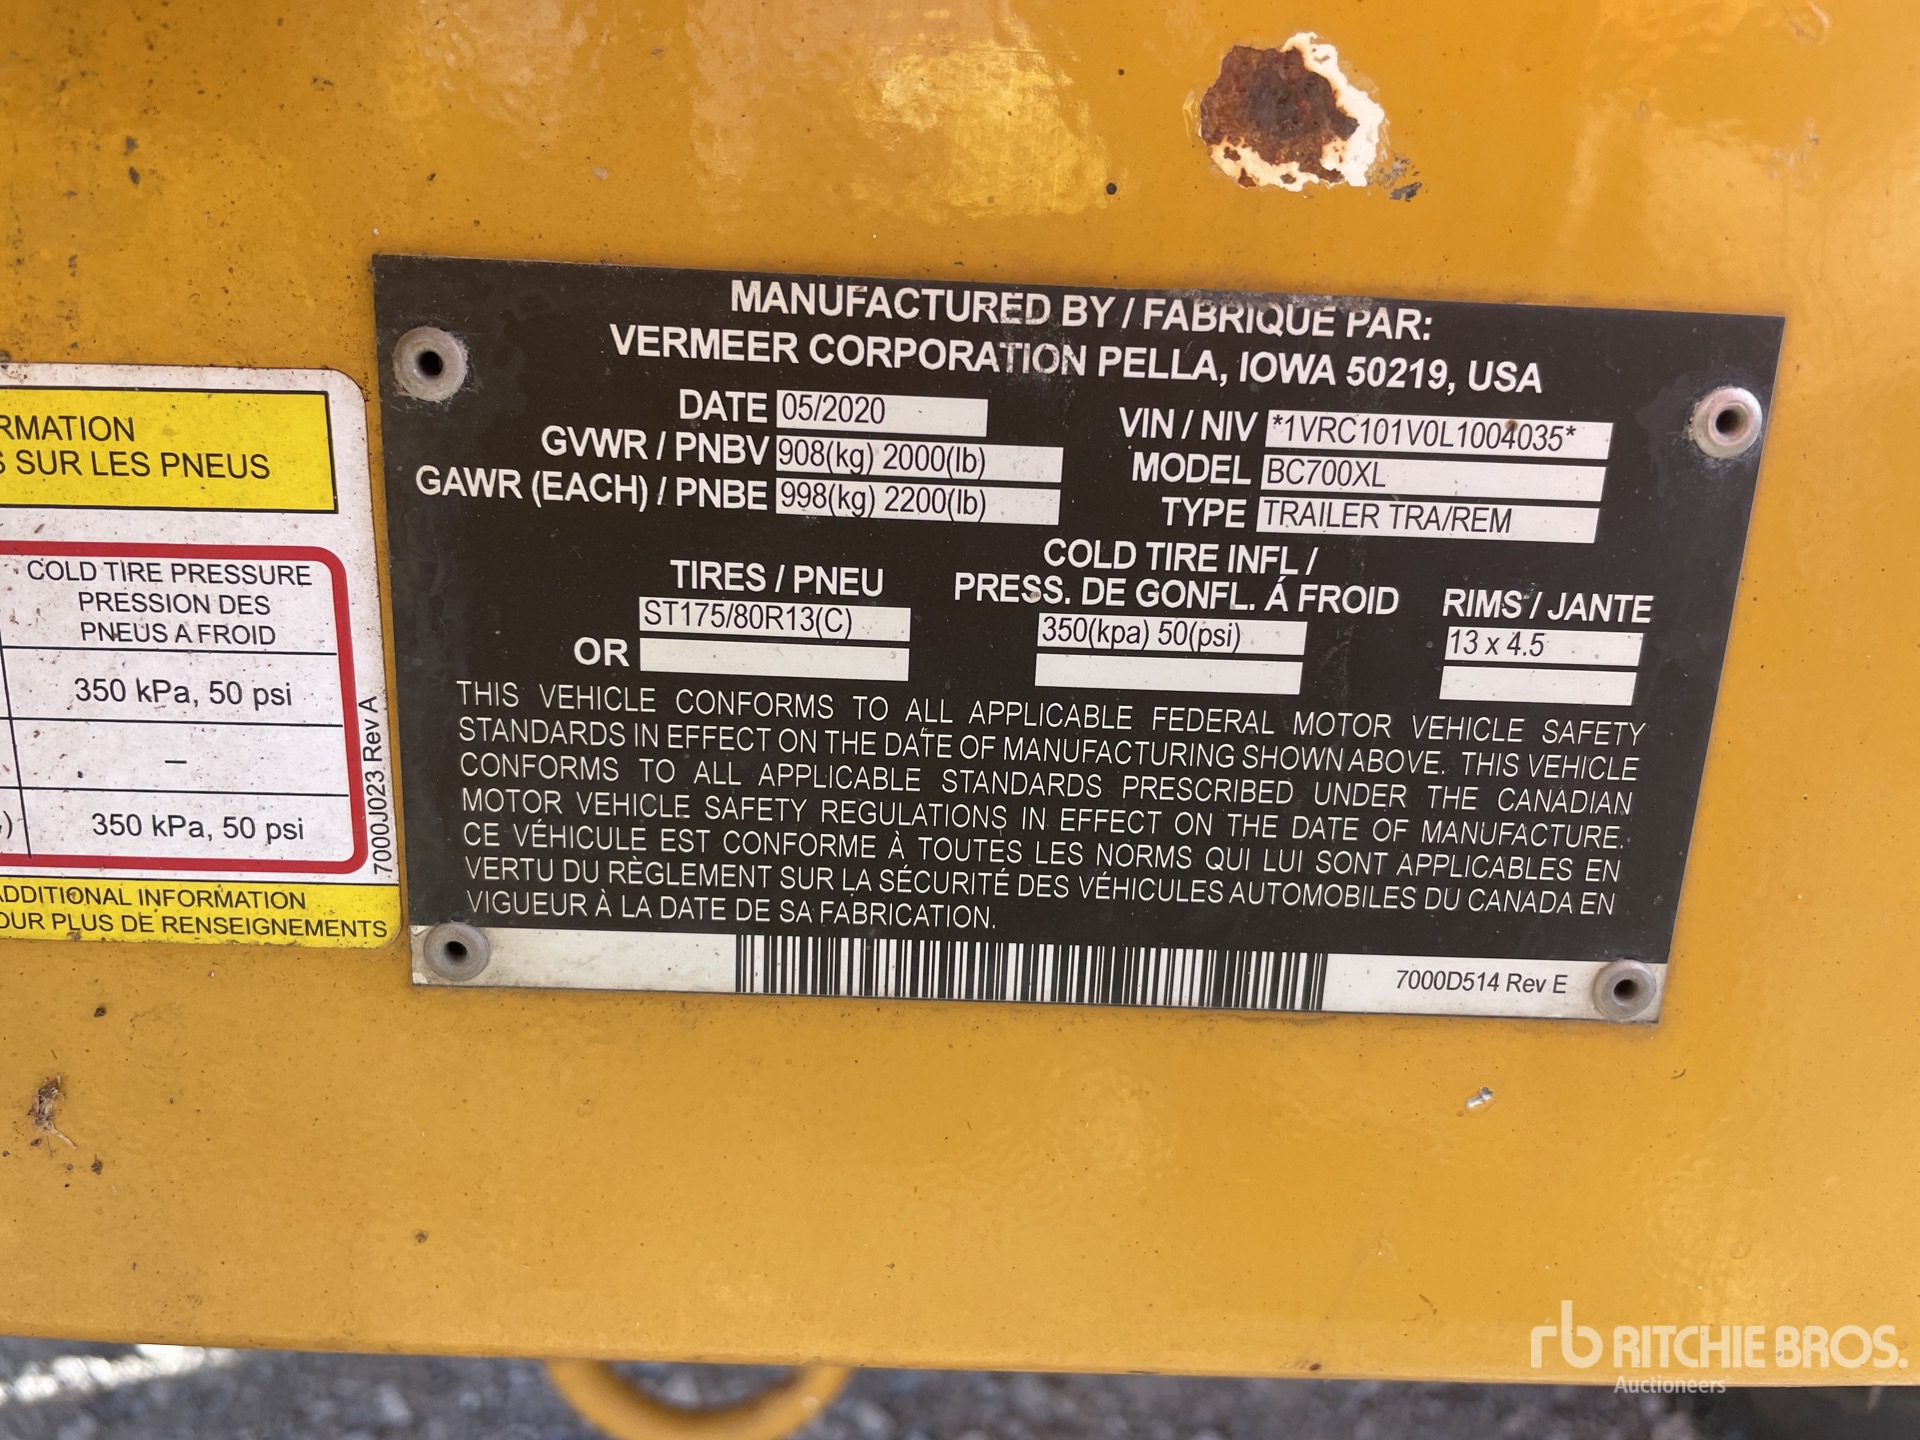 RMATION
S SUR LES PNEUS
COLD TIRE PRESSURE
PRESSION DES
PNEUS A FROID
350 kPa, 50 psi
–
350 kPa, 50 psi
7000J023 Rev A
ADDITIONAL INFORMATION
OUR PLUS DE RENSEIGNEMENTS
MANUFACTURED BY / FABRIQUE PAR:
VERMEER CORPORATION PELLA, IOWA 50219, USA
DATE 05/2020
GVWR / PNBV 908(kg) 2000(lb)
GAWR (EACH) / PNBE 998(kg) 2200(lb)
VIN / NIV *1VRC101V0L1004035*
MODEL BC700XL
TYPE TRAILER TRA/REM
TIRES / PNEU
ST175/80R13(C)
OR
COLD TIRE INFL /
PRESS. DE GONFL. Á FROID
350(kpa) 50(psi)
RIMS / JANTE
13 x 4.5
THIS VEHICLE CONFORMS TO ALL APPLICABLE FEDERAL MOTOR VEHICLE SAFETY
STANDARDS IN EFFECT ON THE DATE OF MANUFACTURING SHOWN ABOVE. THIS VEHICLE
CONFORMS TO ALL APPLICABLE STANDARDS PRESCRIBED UNDER THE CANADIAN
MOTOR VEHICLE SAFETY REGULATIONS IN EFFECT ON THE DATE OF MANUFACTURE.
CE VÉHICULE EST CONFORME À TOUTES LES NORMS QUI LUI SONT APPLICABLES EN
VERTU DU RÈGLEMENT SUR LA SÉCURITÉ DES VÉHICULES AUTOMOBILES DU CANADA EN
VIGUEUR À LA DATE DE SA FABRICATION.
7000D514 Rev E
rb RITCHIE BROS.
Auctioneers